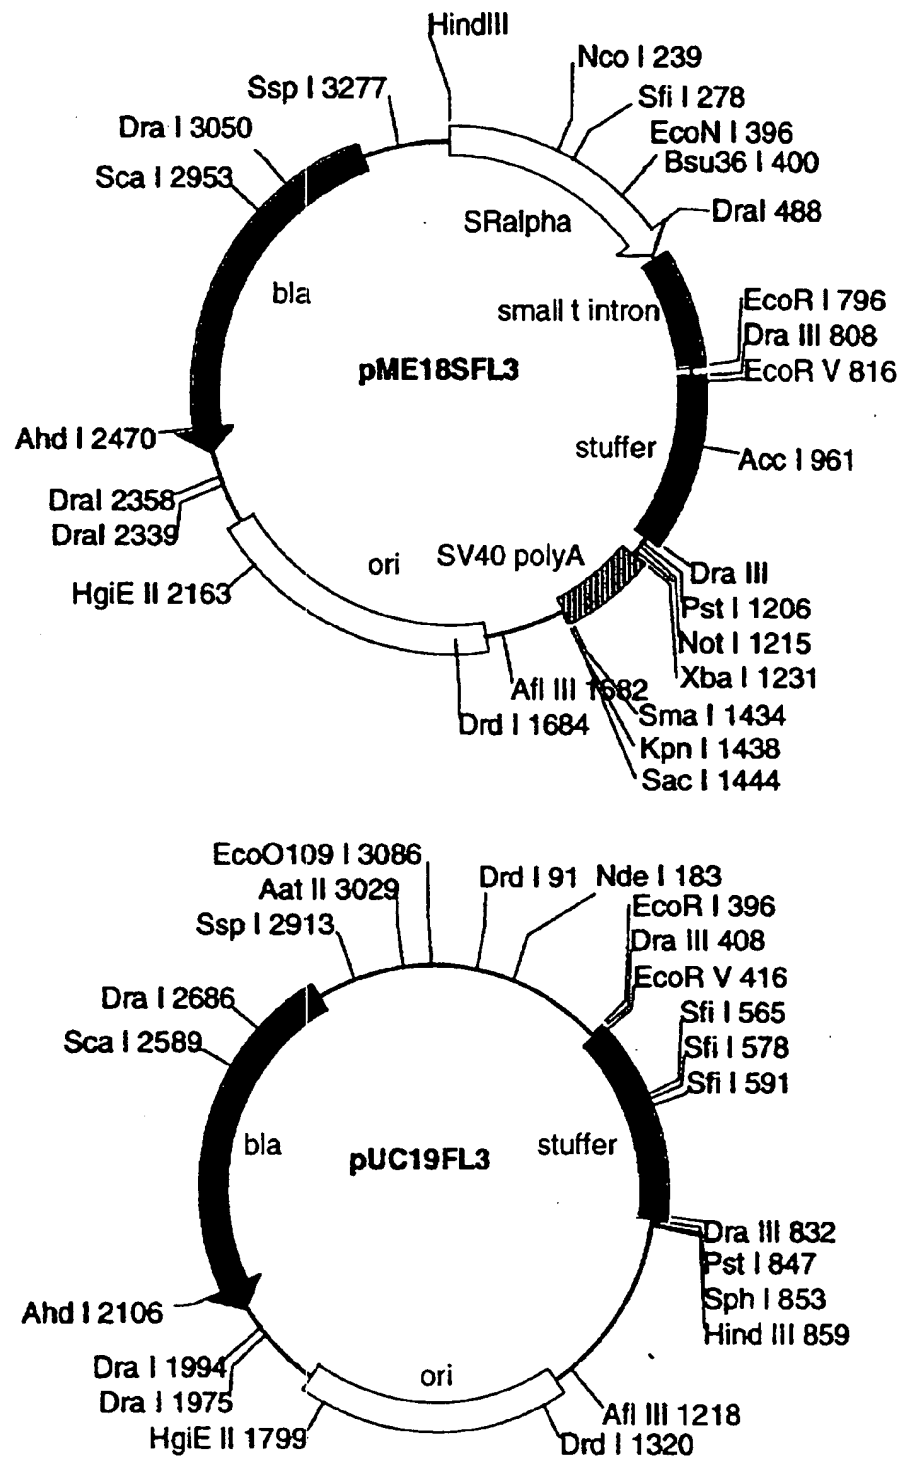 HindIII
Nco I 239
Ssp I 3277
Sfi I 278
Dra I 3050
EcoN I 396
Bsu36 I 400
Sca I 2953
DraI 488
SRalpha
bla
small t intron
EcoR I 796
Dra III 808
pME18SFL3
EcoR V 816
Ahd I 2470
stuffer
Acc I 961
DraI 2358
DraI 2339
ori
SV40 polyA
Dra III
HgiE II 2163
Pst I 1206
Not I 1215
Xba I 1231
Afl III 1682
Drd I 1684
Sma I 1434
Kpn I 1438
Sac I 1444
EcoO109 I 3086
Aat II 3029
Drd I 91
Nde I 183
Ssp I 2913
EcoR I 396
Dra III 408
EcoR V 416
Dra I 2686
Sfi I 565
Sca I 2589
Sfi I 578
Sfi I 591
bla
pUC19FL3
stuffer
Dra III 832
Pst I 847
Sph I 853
Ahd I 2106
Hind III 859
Dra I 1994
Dra I 1975
ori
HgiE II 1799
Afl III 1218
Drd I 1320